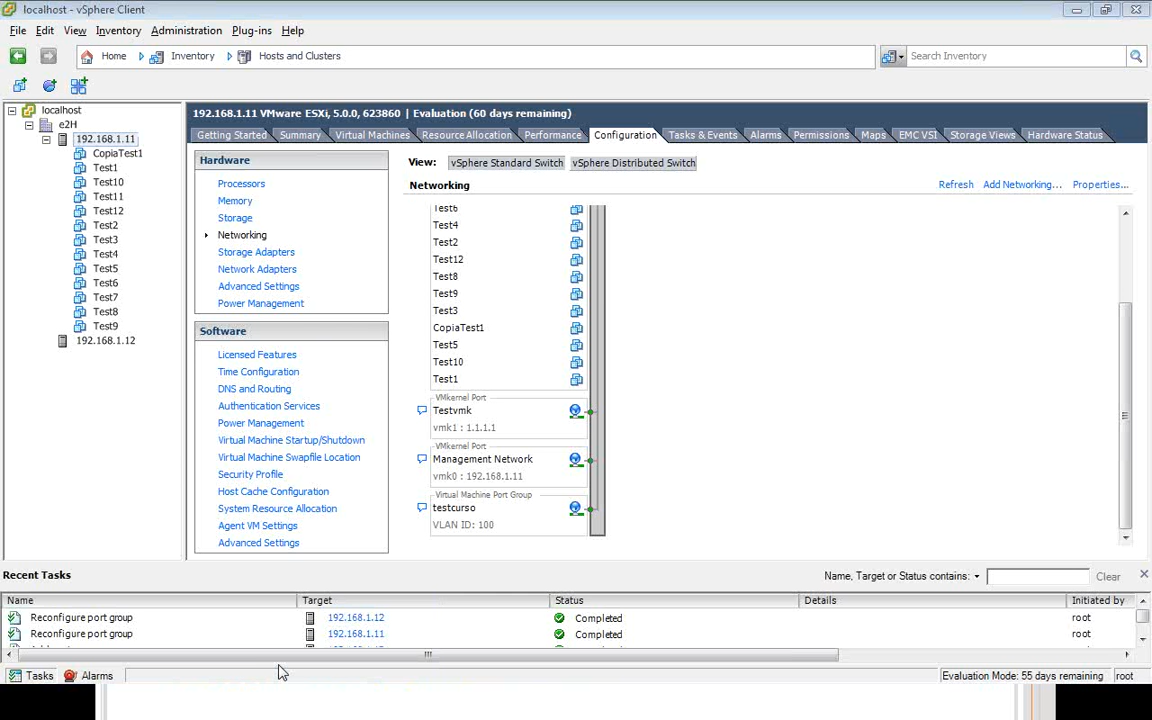 localhost - vSphere Client
File Edit View Inventory Administration Plug-ins Help
Home Inventory Hosts and Clusters Search Inventory
localhost
e2H
192.168.1.11
CopiaTest1
Test1
Test10
Test11
Test12
Test2
Test3
Test4
Test5
Test6
Test7
Test8
Test9
192.168.1.12
192.168.1.11 VMware ESXi, 5.0.0, 623860 | Evaluation (60 days remaining)
Getting Started Summary Virtual Machines Resource Allocation Performance Configuration Tasks & Events Alarms Permissions Maps EMC VSI Storage Views Hardware Status
Hardware
Processors
Memory
Storage
Networking
Storage Adapters
Network Adapters
Advanced Settings
Power Management
Software
Licensed Features
Time Configuration
DNS and Routing
Authentication Services
Power Management
Virtual Machine Startup/Shutdown
Virtual Machine Swapfile Location
Security Profile
Host Cache Configuration
System Resource Allocation
Agent VM Settings
Advanced Settings
View: vSphere Standard Switch vSphere Distributed Switch
Networking Refresh Add Networking... Properties...
Test6
Test4
Test2
Test12
Test8
Test9
Test3
CopiaTest1
Test5
Test10
Test1
VMkernel Port
Testvmk
vmk1 : 1.1.1.1
VMkernel Port
Management Network
vmk0 : 192.168.1.11
Virtual Machine Port Group
testcurso
VLAN ID: 100
Recent Tasks Name, Target or Status contains: Clear
Name Target Status Details Initiated by
Reconfigure port group 192.168.1.12 Completed root
Reconfigure port group 192.168.1.11 Completed root
Tasks Alarms Evaluation Mode: 55 days remaining root